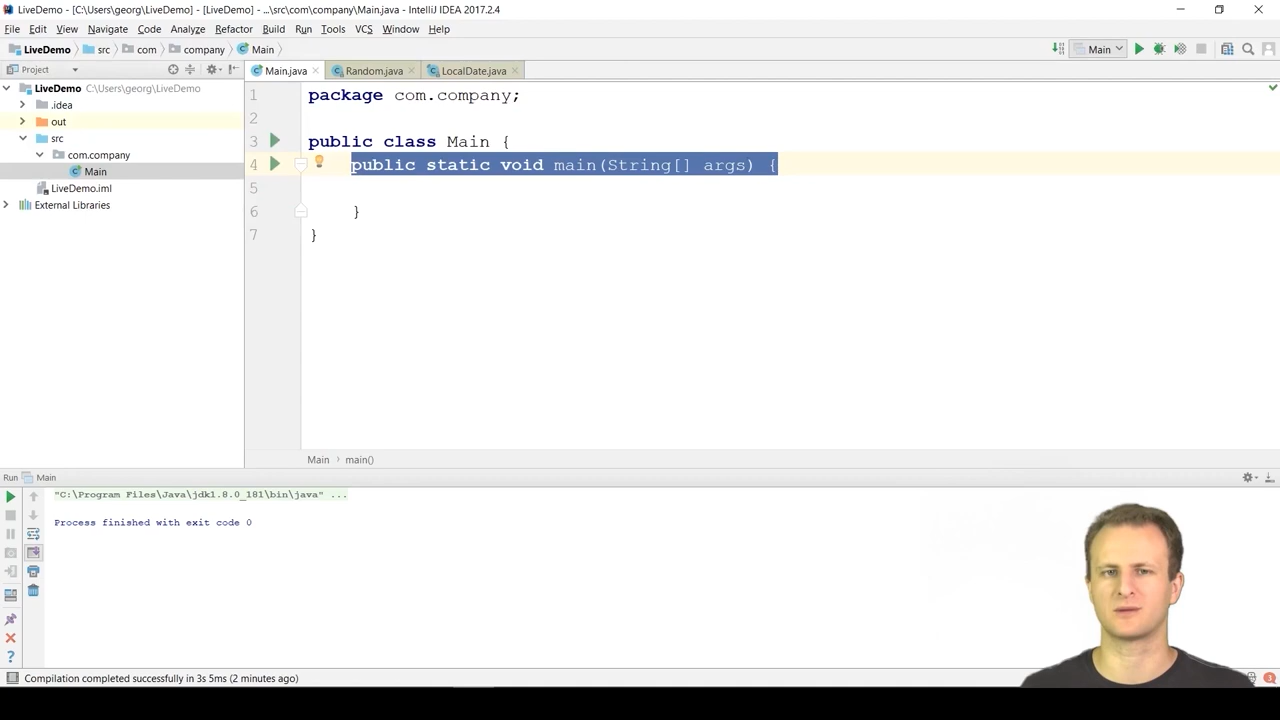 LiveDemo - [C:\Users\georg\LiveDemo] - [LiveDemo] - ...\src\com\company\Main.java - IntelliJ IDEA 2017.2.4
File Edit View Navigate Code Analyze Refactor Build Run Tools VCS Window Help
LiveDemo src com company Main
Main
Project
Main.java Random.java LocalDate.java
LiveDemo C:\Users\georg\LiveDemo
.idea
out
src
com.company
Main
LiveDemo.iml
External Libraries
1 package com.company;
2
3 public class Main {
4 public static void main(String[] args) {
5
6 }
7 }
Main main()
Run Main
"C:\Program Files\Java\jdk1.8.0_181\bin\java" ...
Process finished with exit code 0
Compilation completed successfully in 3s 5ms (2 minutes ago)
3